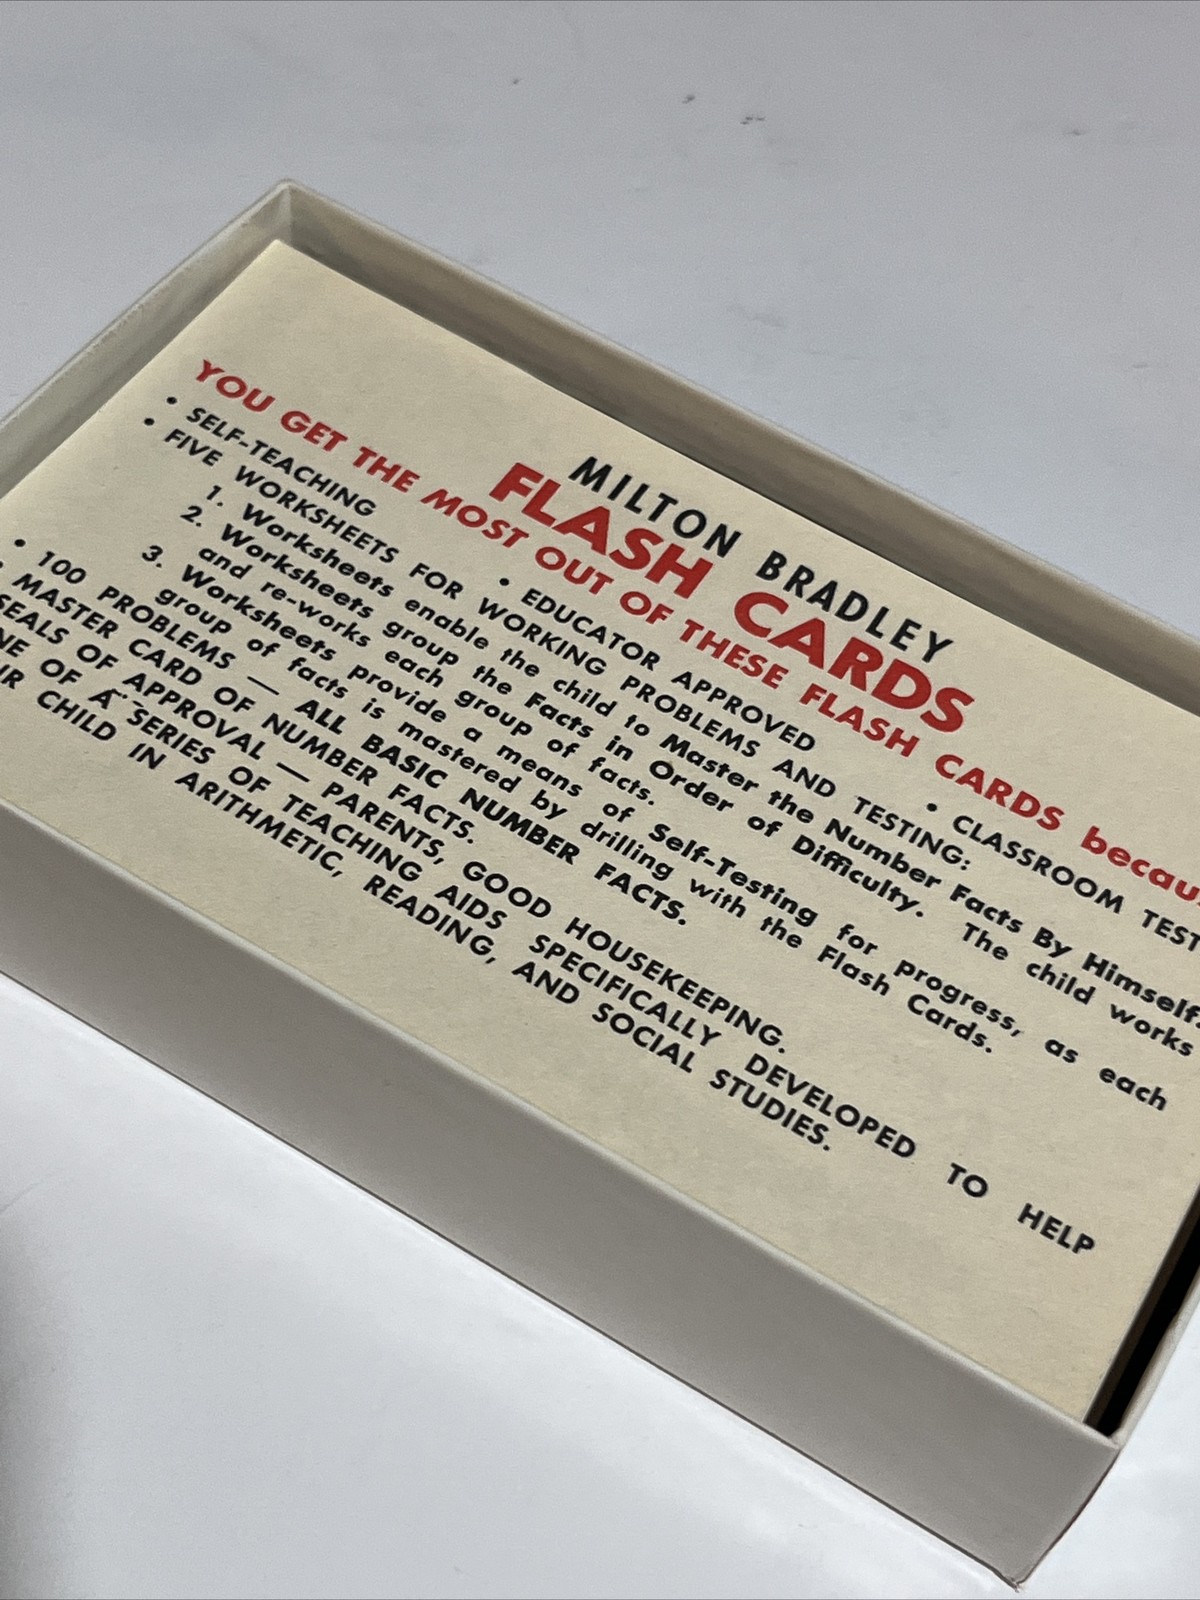 MILTON BRADLEY
FLASH CARDS
YOU GET THE MOST OUT OF THESE FLASH CARDS
• SELF-TEACHING • EDUCATOR APPROVED • CLASSROOM
• FIVE WORKSHEETS FOR WORKING PROBLEMS AND TESTING:
1. Worksheets enable the child to Master the Number Facts By Himself.
2. Worksheets group the Facts in Order of Difficulty. The child works
and re-works each group of facts.
3. Worksheets provide a means of Self-Testing for progress, as each
group of facts is mastered by drilling with the Flash Cards.
• 100 PROBLEMS — ALL BASIC NUMBER FACTS.
• MASTER CARD OF NUMBER FACTS.
SEALS OF APPROVAL — PARENTS, GOOD HOUSEKEEPING.
OF A SERIES OF TEACHING AIDS SPECIFICALLY DEVELOPED TO HELP
CHILD IN ARITHMETIC, READING, AND SOCIAL STUDIES.